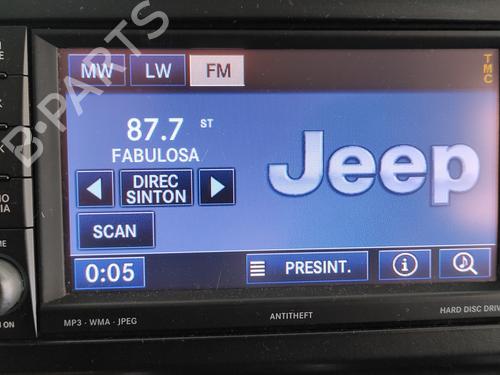 B-PARTS
MW LW FM TMC
87.7 ST
FABULOSA
DIREC
SINTON
SCAN
Jeep
0:05 PRESINT.
MP3 - WMA - JPEG ANTITHEFT HARD DISC DRIV